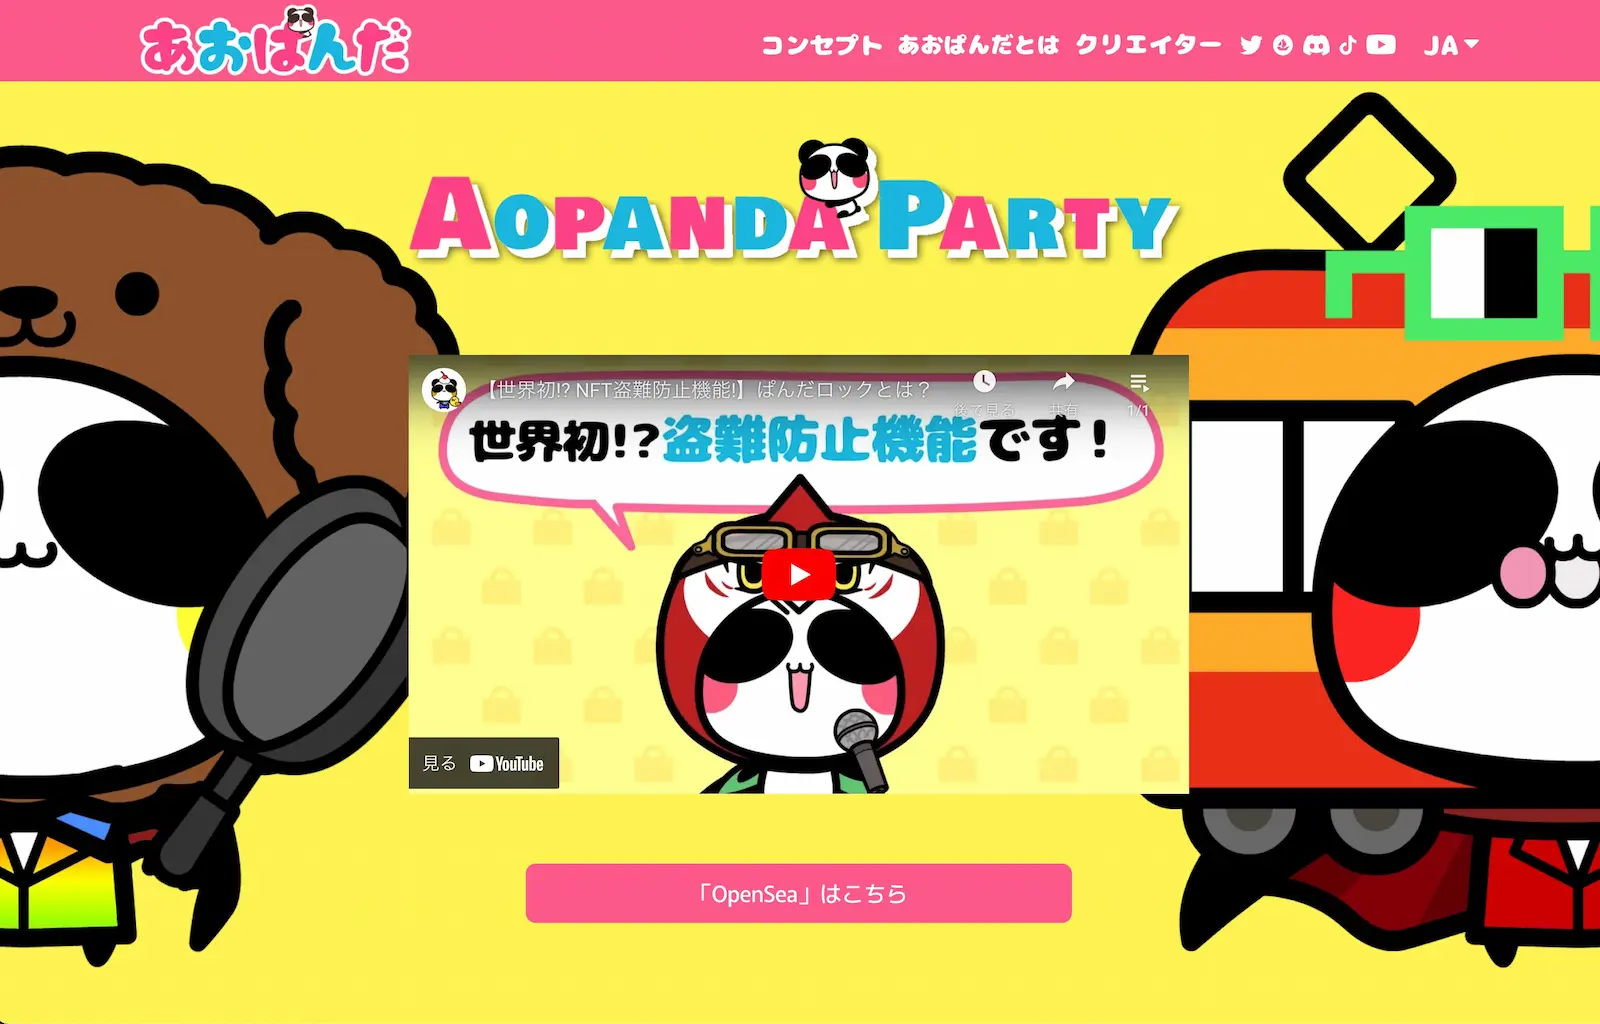 あおぱんだ
コンセプト あおぱんだとは クリエイター JA
AOPANDA PARTY
【世界初!? NFT盗難防止機能!】ぱんだロックとは？
後で見る 共有 1/1
世界初!?盗難防止機能です!
見る YouTube
「OpenSea」はこちら